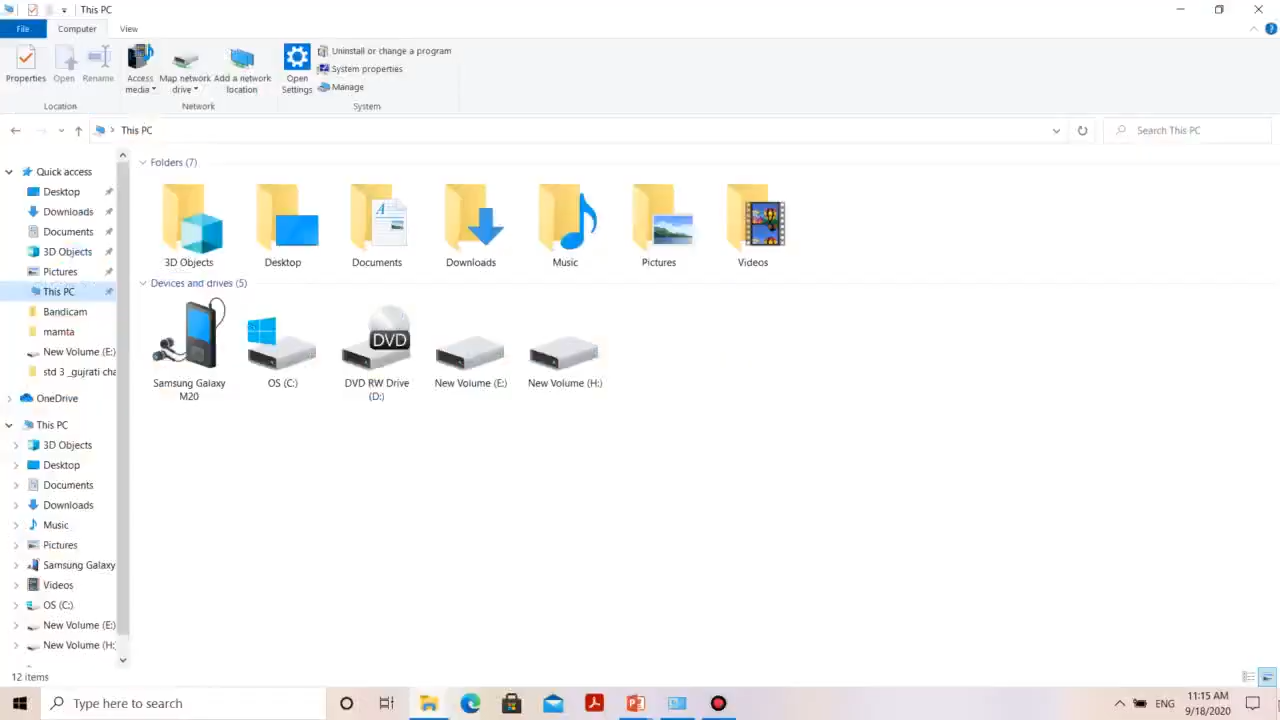 This PC
File Computer View
Properties Open Rename Access media Map network drive Add a network location Open Settings Uninstall or change a program
System properties
Manage
Location Network System
This PC Search This PC
Quick access
Desktop
Downloads
Documents
3D Objects
Pictures
This PC
Bandicam
mamta
New Volume (E:)
std 3 _gujrati cha
OneDrive
This PC
3D Objects
Desktop
Documents
Downloads
Music
Pictures
Samsung Galaxy
Videos
OS (C:)
New Volume (E:)
New Volume (H:
Folders (7)
3D Objects Desktop Documents Downloads Music Pictures Videos
Devices and drives (5)
DVD
Samsung Galaxy M20 OS (C:) DVD RW Drive (D:) New Volume (E:) New Volume (H:)
12 items
Type here to search
ENG
11:15 AM
9/18/2020